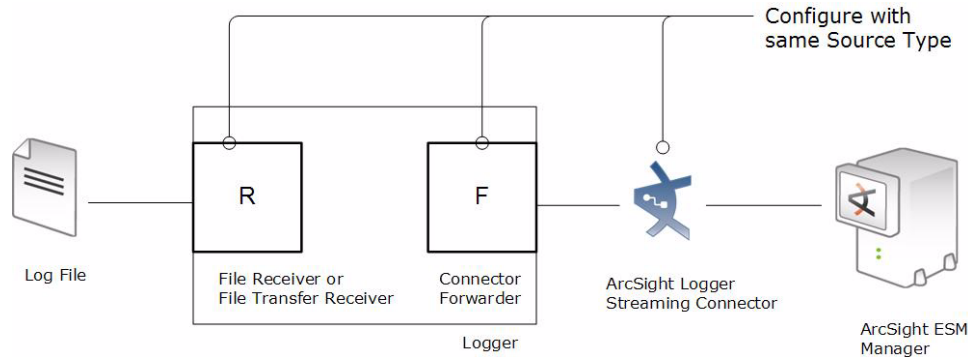 Configure with
same Source Type
R
F
Log File
File Receiver or
File Transfer Receiver
Connector
Forwarder
ArcSight Logger
Streaming Connector
Logger
ArcSight ESM
Manager